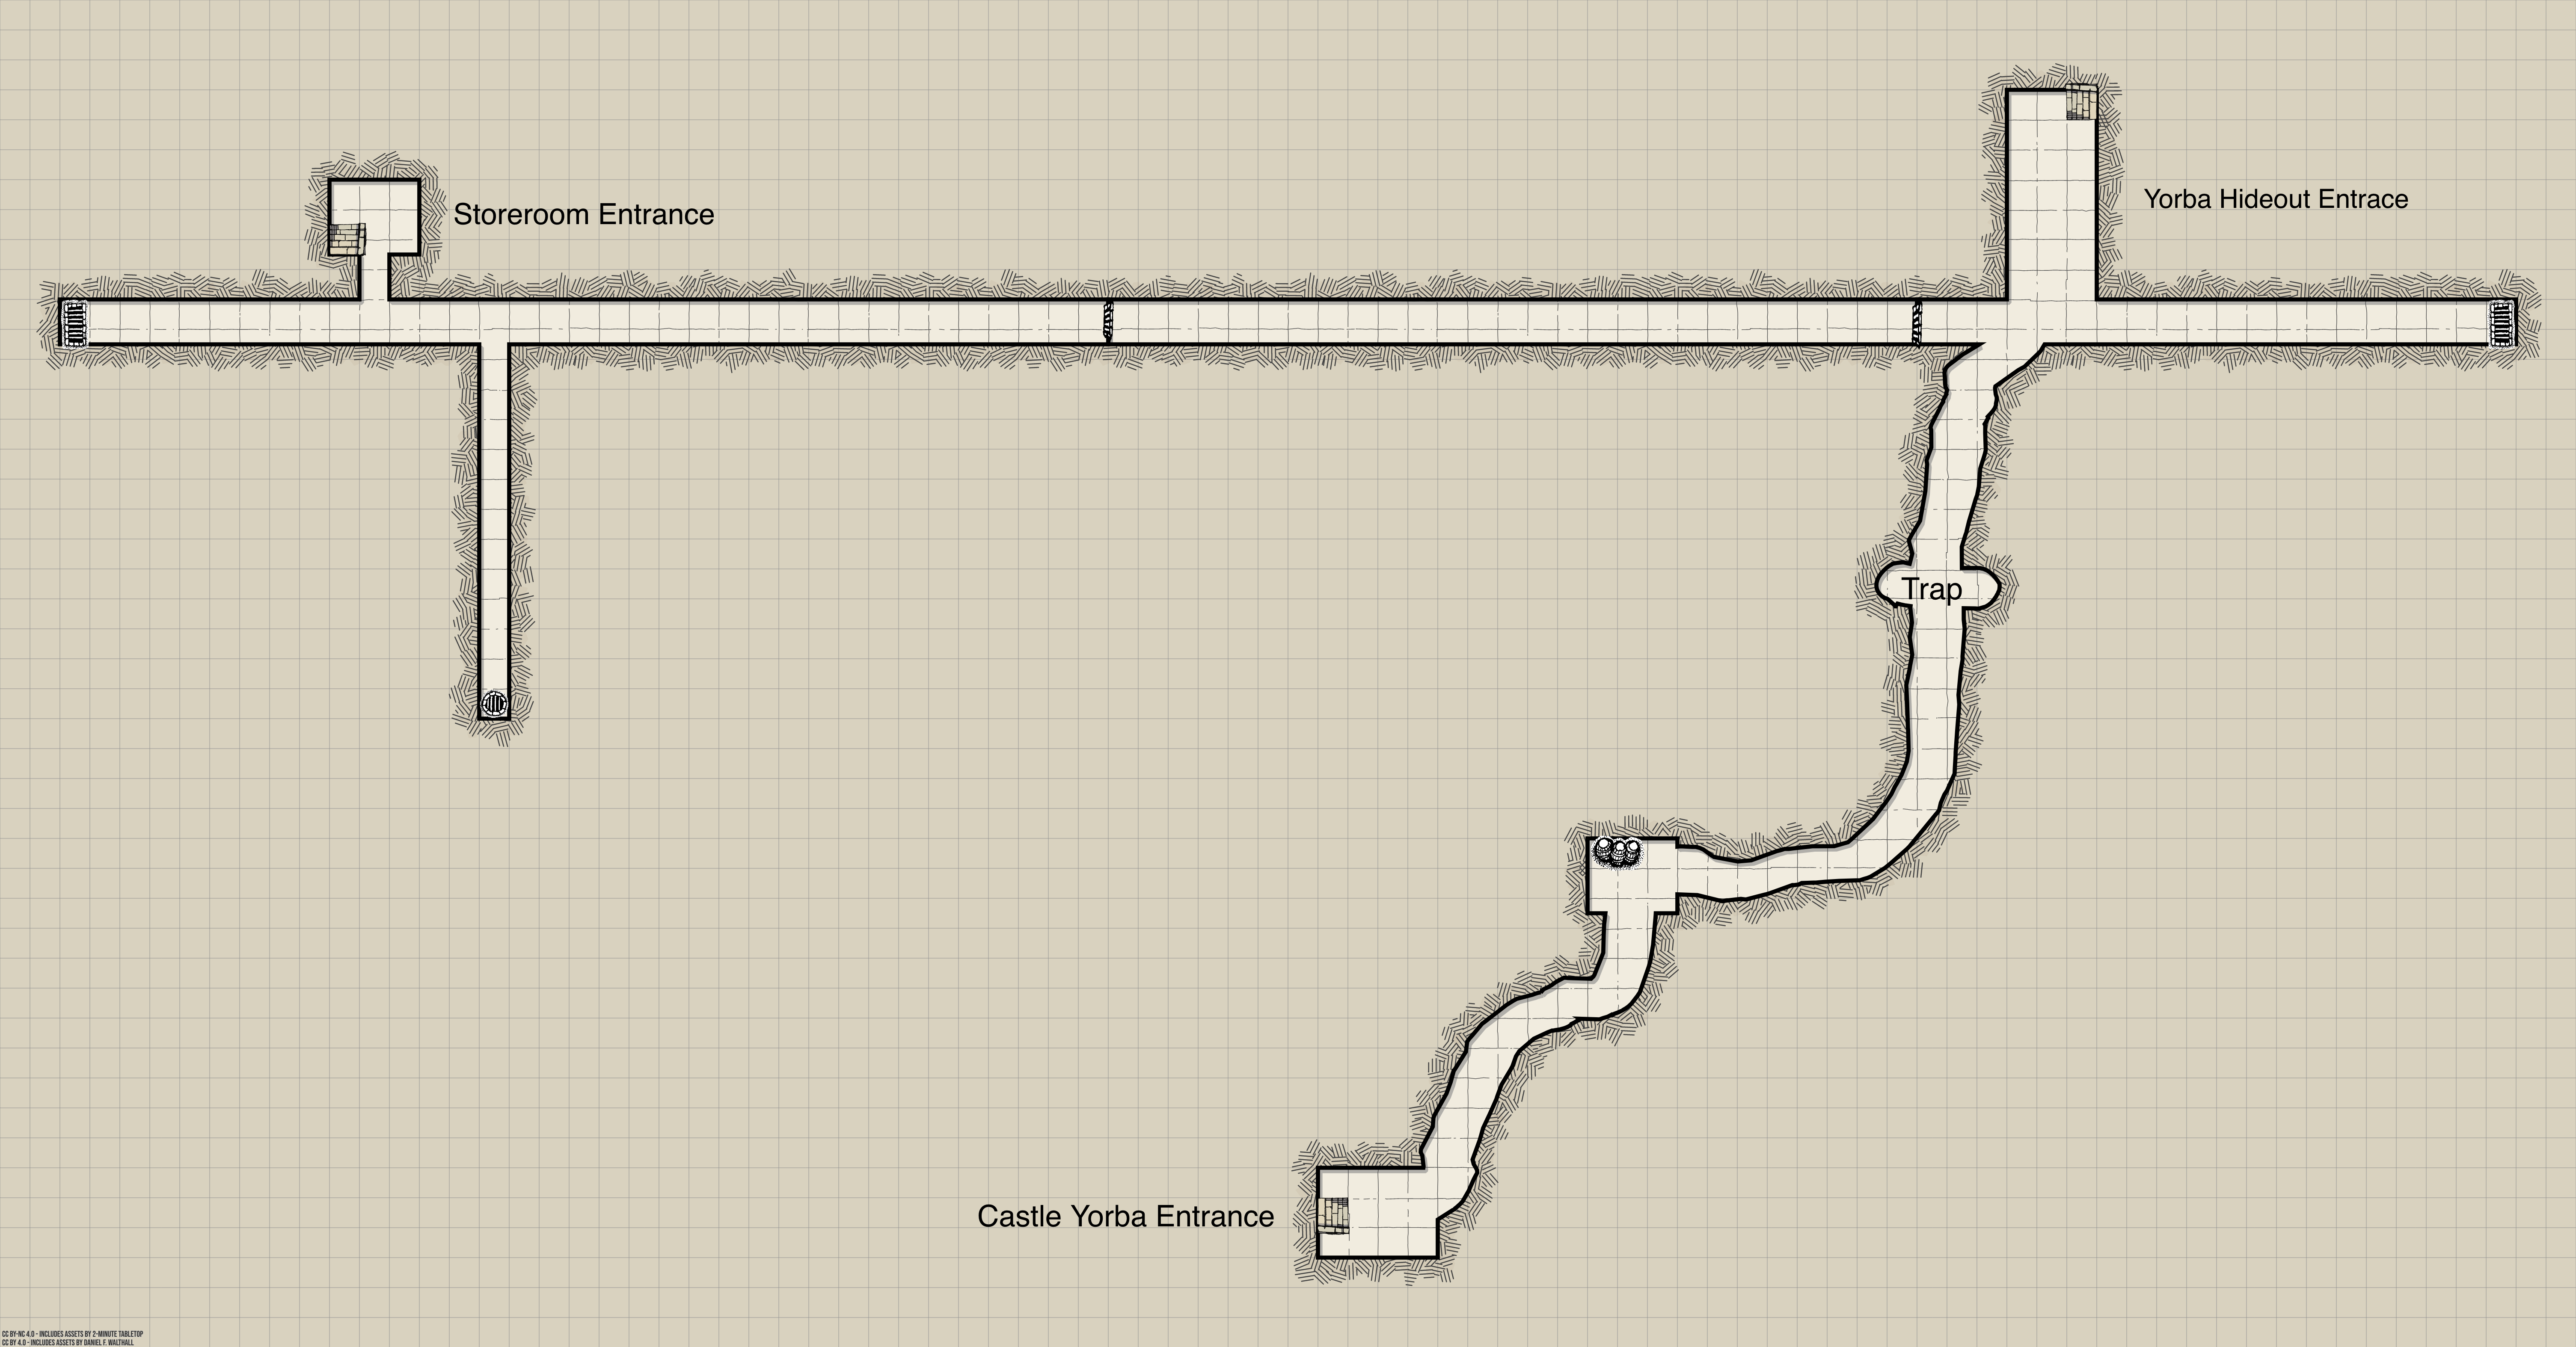 Yorba Hideout Entrace
Storeroom Entrance
Trap
Castle Yorba Entrance
CC BY-NC 4.0 - INCLUDES ASSETS BY 2-MINUTE TABLETOP
CC BY 4.0 - INCLUDES ASSETS BY DANIEL F. WALTHALL